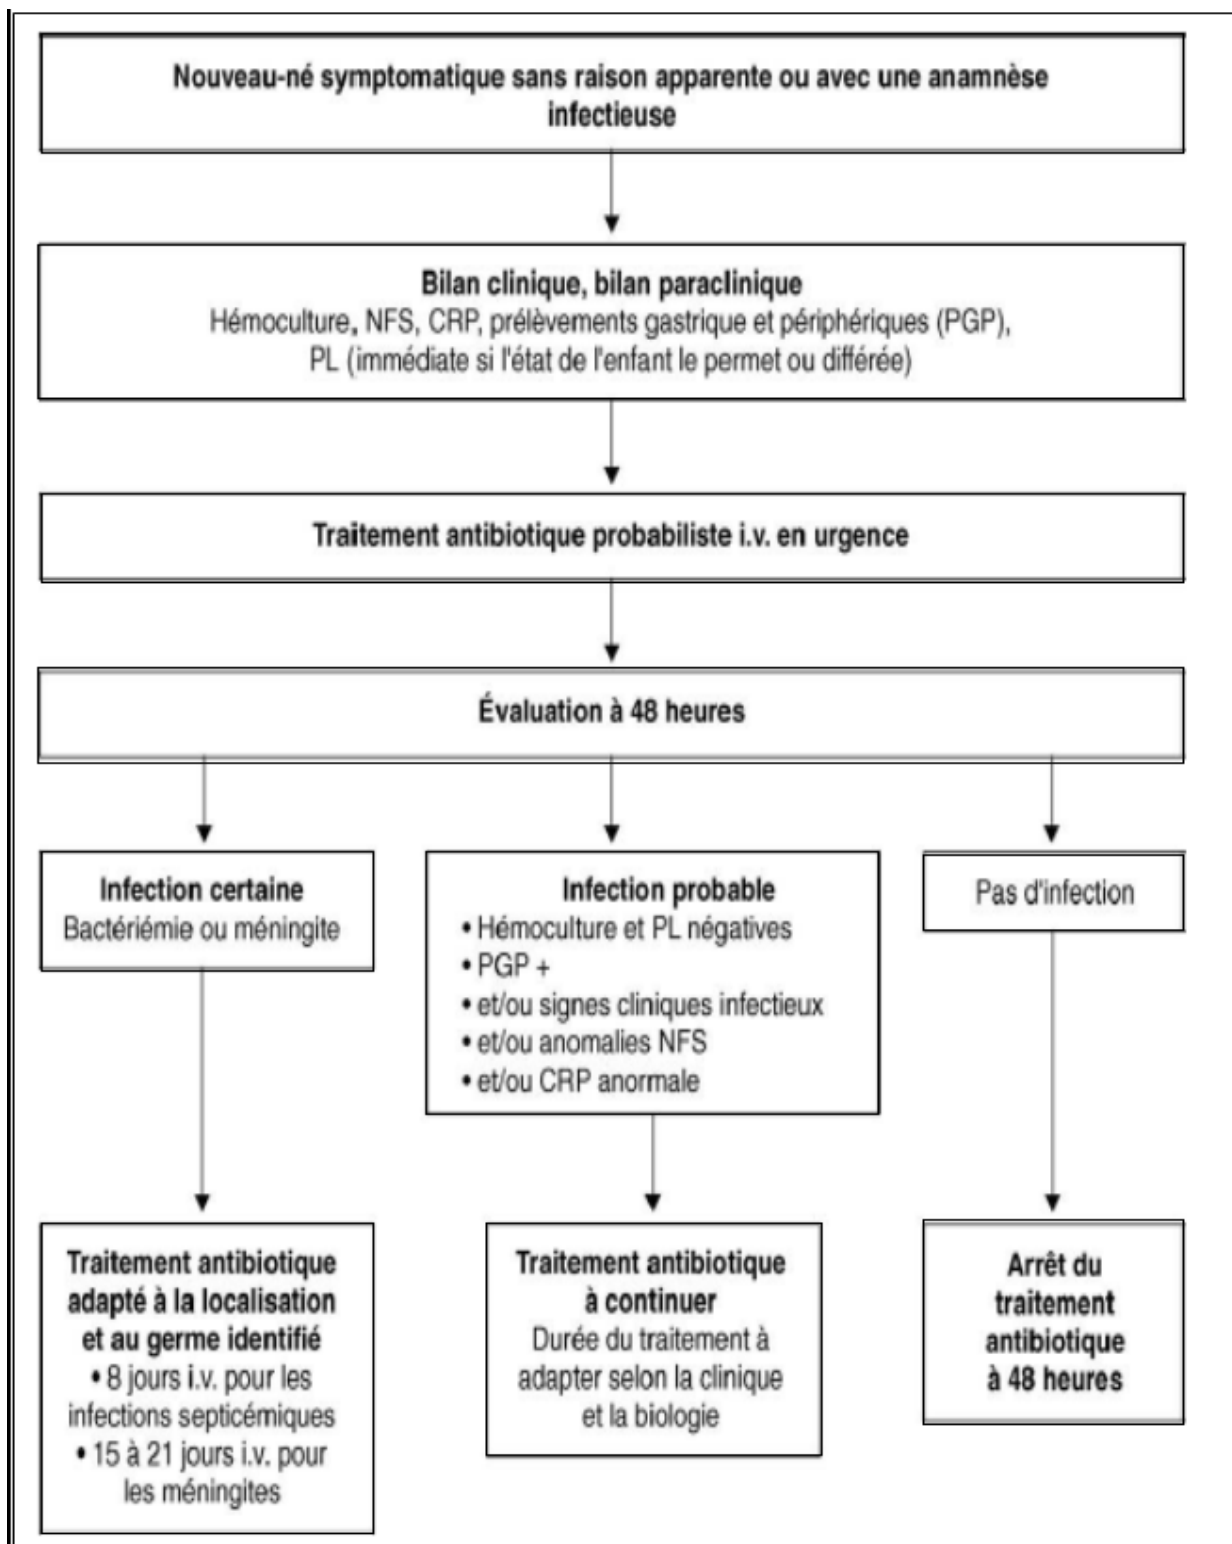 Nouveau-né symptomatique sans raison apparente ou avec une anamnèse
infectieuse
Bilan clinique, bilan paraclinique
Hémoculture, NFS, CRP, prélèvements gastrique et périphériques (PGP),
PL (immédiate si l'état de l'enfant le permet ou différée)
Traitement antibiotique probabiliste i.v. en urgence
Évaluation à 48 heures
Infection certaine
Bactériémie ou méningite
Infection probable
• Hémoculture et PL négatives
• PGP +
• et/ou signes cliniques infectieux
• et/ou anomalies NFS
• et/ou CRP anormale
Pas d'infection
Traitement antibiotique
adapté à la localisation
et au germe identifié
• 8 jours i.v. pour les
infections septicémiques
• 15 à 21 jours i.v. pour
les méningites
Traitement antibiotique
à continuer
Durée du traitement à
adapter selon la clinique
et la biologie
Arrêt du
traitement
antibiotique
à 48 heures